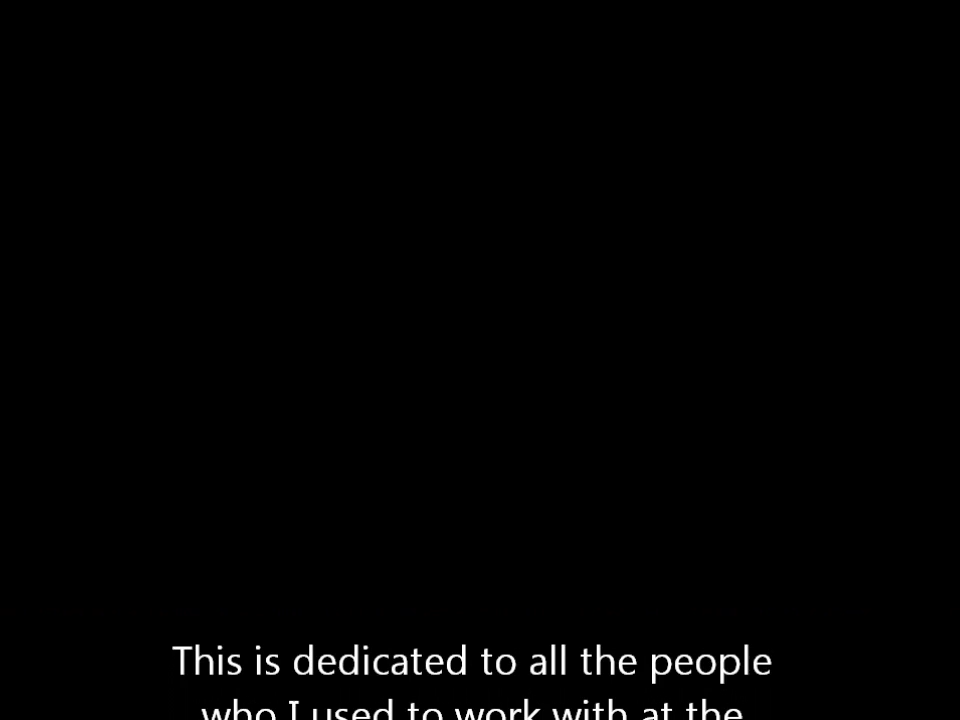 This is dedicated to all the people
who I used to work with at the